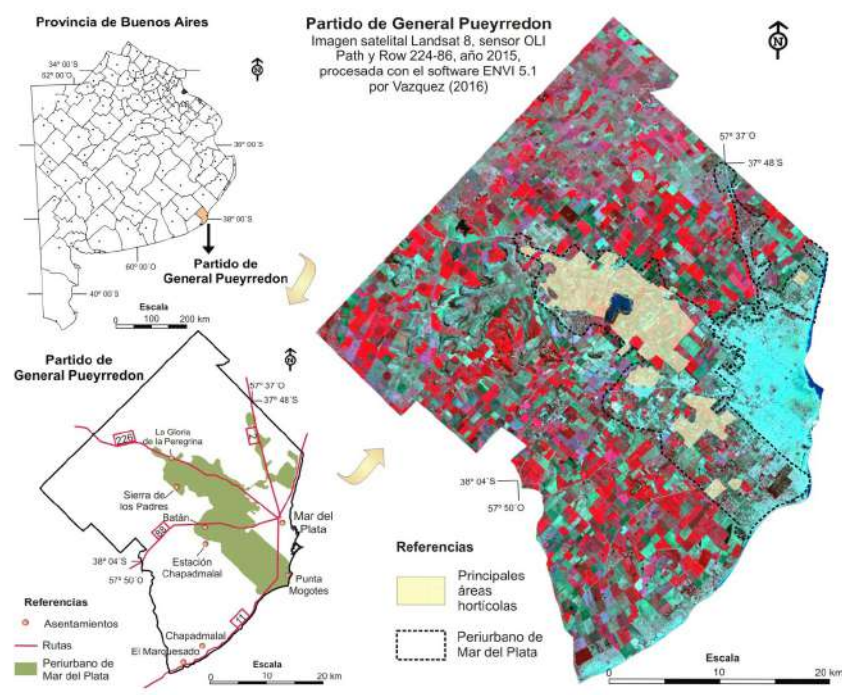 Provincia de Buenos Aires
34° 00´S
62° 00´O
36° 00´S
38° 00´S
60° 00´O
Partido de
General Pueyrredon
40° 00´S
Escala
0 100 200 km
Partido de
General Pueyrredon
57° 37´O
37° 48´S
226
2
La Gloria
de la Peregrina
Sierra de
los Padres
Batán
88
Mar del
Plata
Estación
Chapadmalal
38° 04´S
57° 50´O
Punta
Mogotes
11
Chapadmalal
El Marquesado
Referencias
Asentamientos
Rutas
Periurbano de
Mar del Plata
Escala
0 10 20 km
Partido de General Pueyrredon
Imagen satelital Landsat 8, sensor OLI
Path y Row 224-86, año 2015,
procesada con el software ENVI 5.1
por Vazquez (2016)
N
57° 37´O
37° 48´S
38° 04´S
57° 50´O
Referencias
Principales
áreas
hortícolas
Periurbano de
Mar del Plata
Escala
0 10 20 km